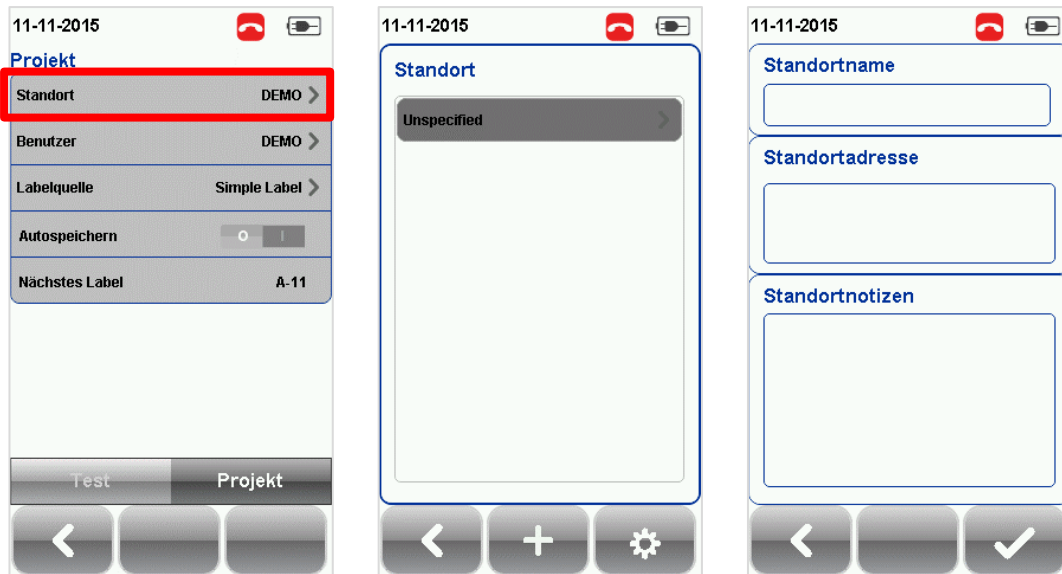 11-11-2015
Projekt
Standort DEMO
Benutzer DEMO
Labelquelle Simple Label
Autospeichern O I
Nächstes Label A-11
Test Projekt
11-11-2015
Standort
Unspecified
11-11-2015
Standortname
Standortadresse
Standortnotizen